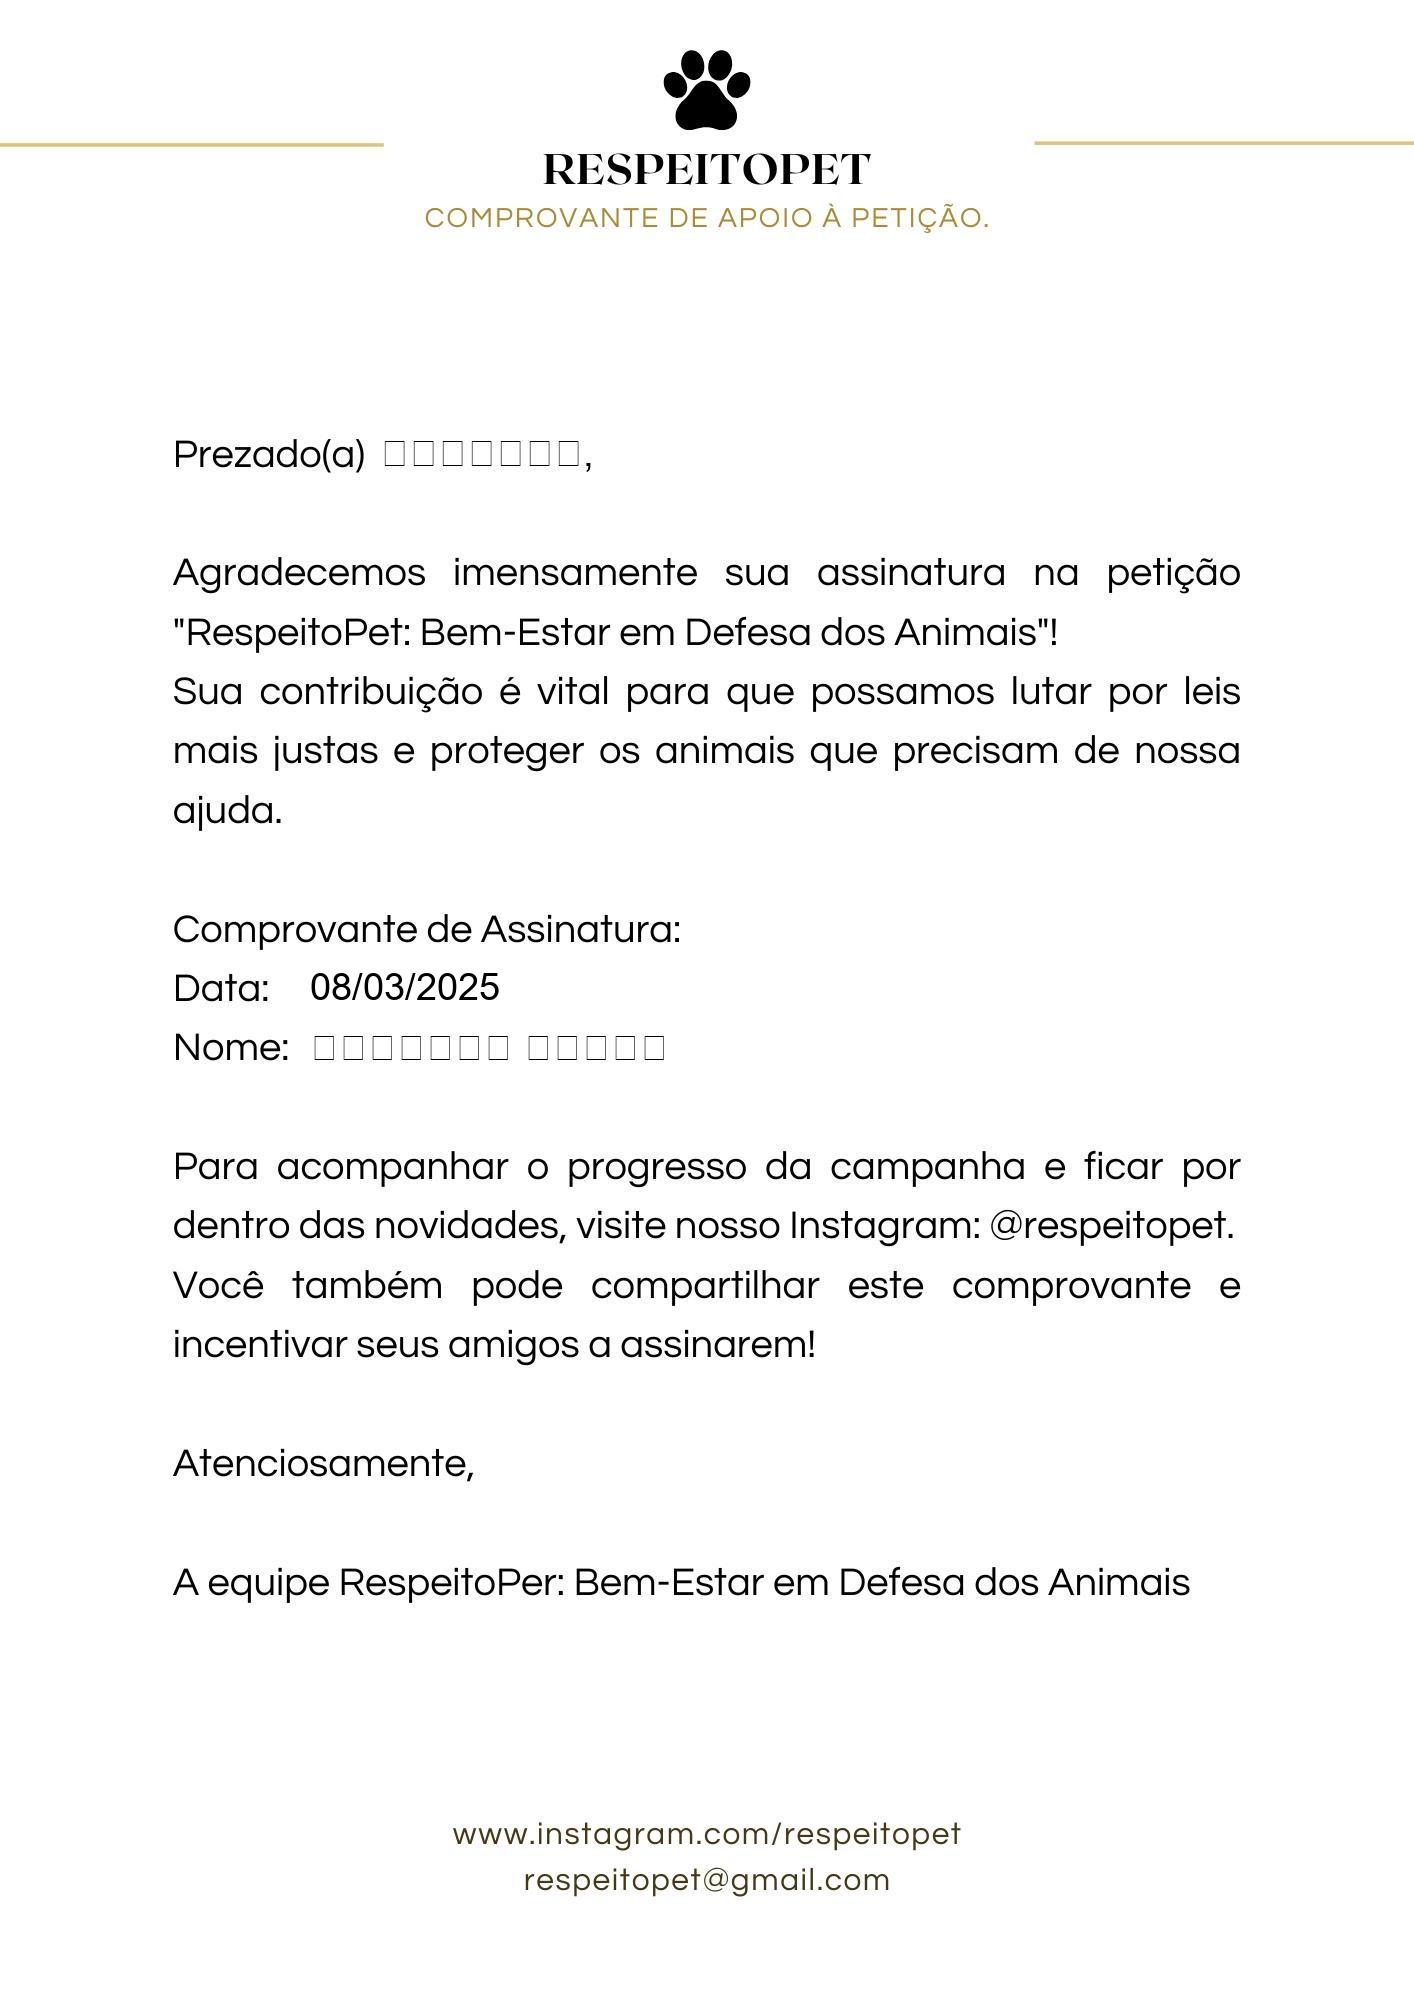 RESPEITOPET
COMPROVANTE DE APOIO À PETIÇÃO.
Prezado(a) □□□□□□□,
Agradecemos imensamente sua assinatura na petição
"RespeitoPet: Bem-Estar em Defesa dos Animais"!
Sua contribuição é vital para que possamos lutar por leis
mais justas e proteger os animais que precisam de nossa
ajuda.
Comprovante de Assinatura:
Data: 08/03/2025
Nome: □□□□□□□ □□□□□
Para acompanhar o progresso da campanha e ficar por
dentro das novidades, visite nosso Instagram: @respeitopet.
Você também pode compartilhar este comprovante e
incentivar seus amigos a assinarem!
Atenciosamente,
A equipe RespeitoPer: Bem-Estar em Defesa dos Animais
www.instagram.com/respeitopet
respeitopet@gmail.com